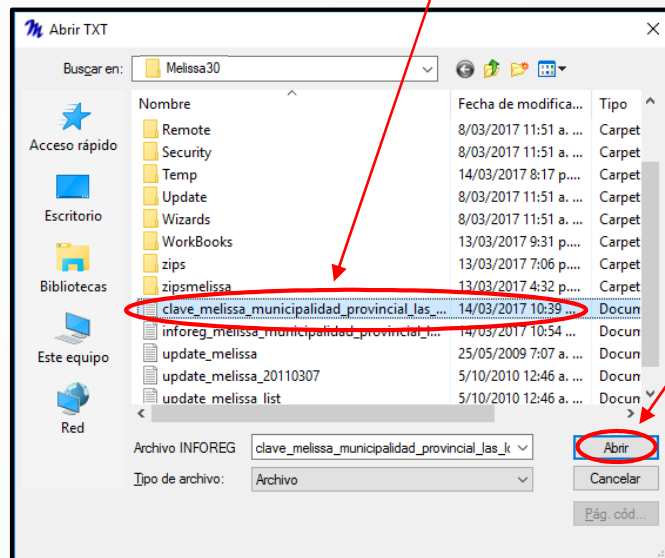 Abrir TXT
Buscar en: Melissa30
Nombre Fecha de modifica... Tipo
Remote 8/03/2017 11:51 a. ... Carpet
Security 8/03/2017 11:51 a. ... Carpet
Temp 14/03/2017 8:17 p.... Carpet
Update 8/03/2017 11:51 a. ... Carpet
Wizards 8/03/2017 11:51 a. ... Carpet
WorkBooks 13/03/2017 9:31 p.... Carpet
zips 13/03/2017 7:06 p.... Carpet
zipsmelissa 13/03/2017 4:32 p.... Carpet
clave_melissa_municipalidad_provincial_las_... 14/03/2017 10:39 ... Docum
inforeg_melissa_municipalidad_provincial_l... 14/03/2017 10:54 ... Docum
update_melissa 25/05/2009 7:07 a. ... Docum
update_melissa_20110307 5/10/2010 12:46 a. ... Docum
update_melissa_list 5/10/2010 12:46 a. ... Docum
Acceso rápido
Escritorio
Bibliotecas
Este equipo
Red
Archivo INFOREG clave_melissa_municipalidad_provincial_las_lo Abrir
Tipo de archivo: Archivo Cancelar
Pág. cód...